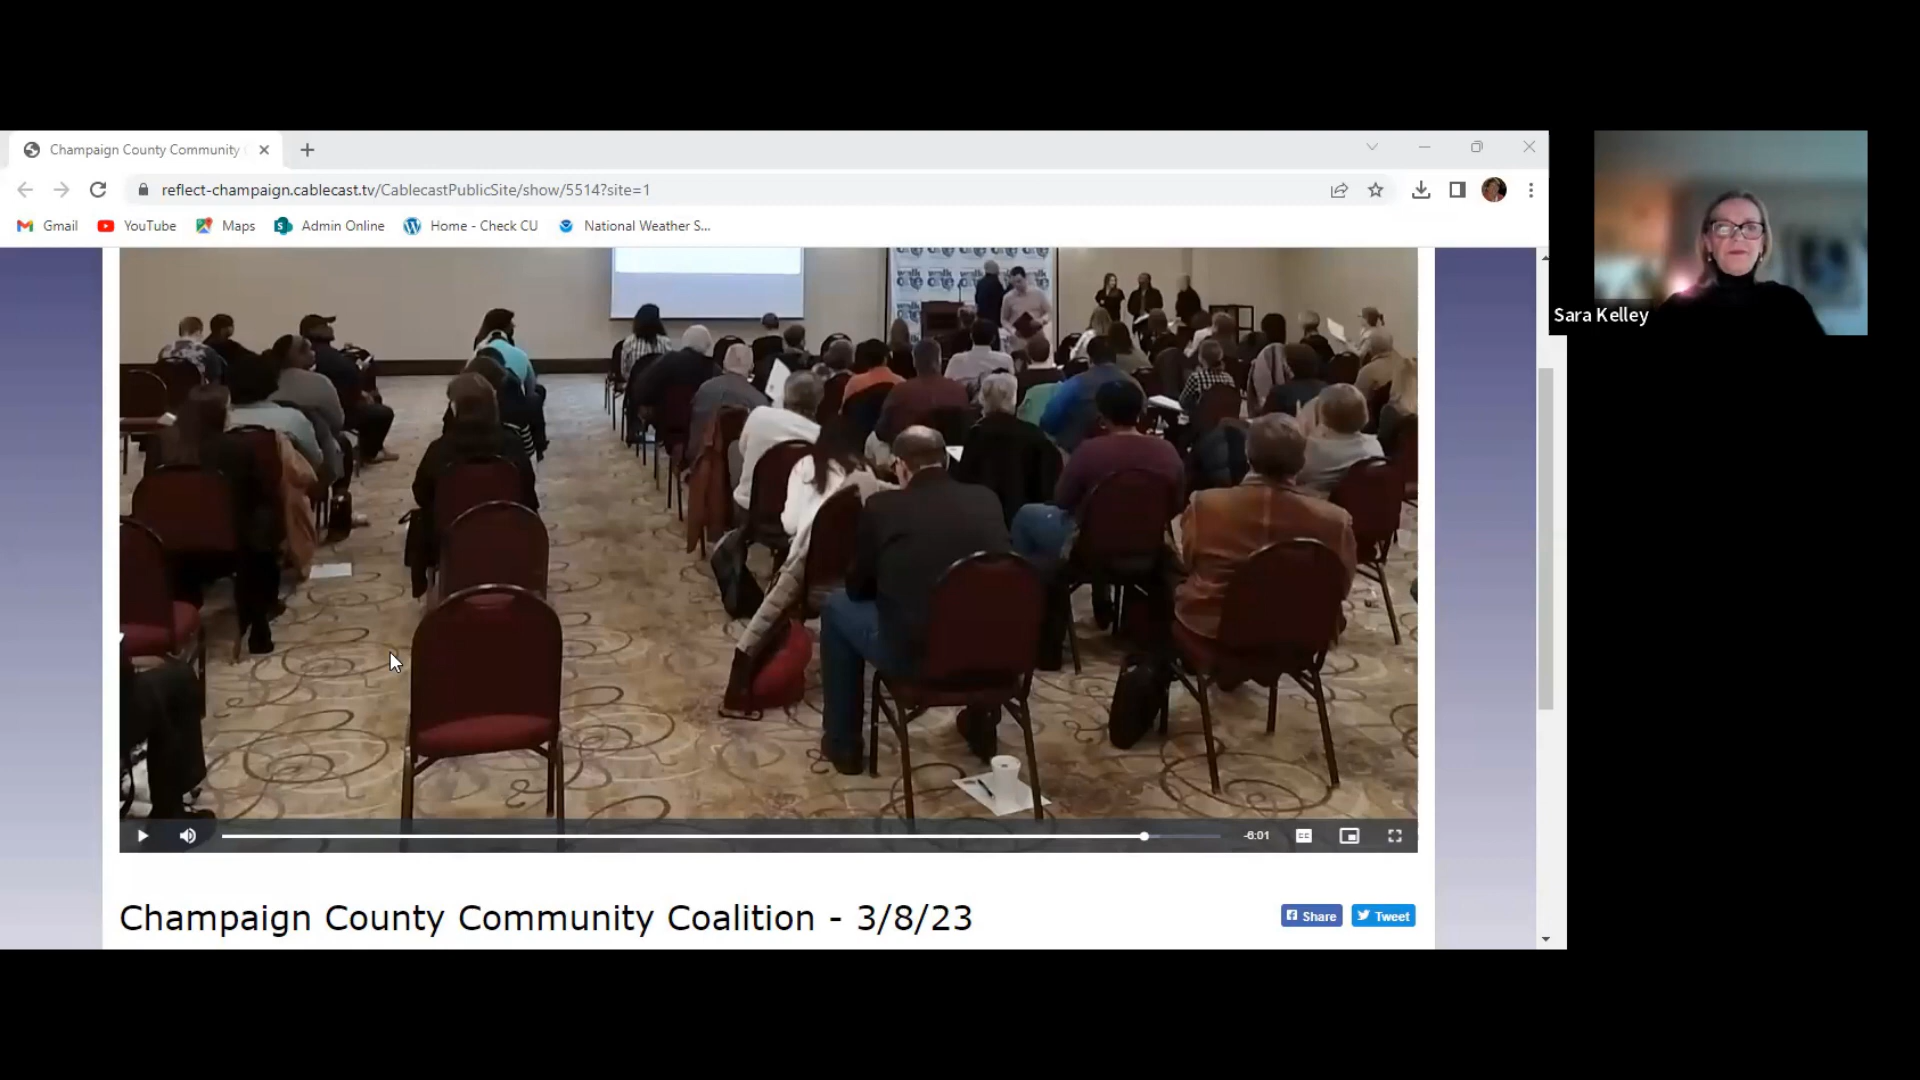 Champaign County Community
reflect-champaign.cablecast.tv/CablecastPublicSite/show/5514?site=1
Gmail YouTube Maps Admin Online Home - Check CU National Weather S...
Sara Kelley
-6:01
CC
Champaign County Community Coalition - 3/8/23
Share Tweet